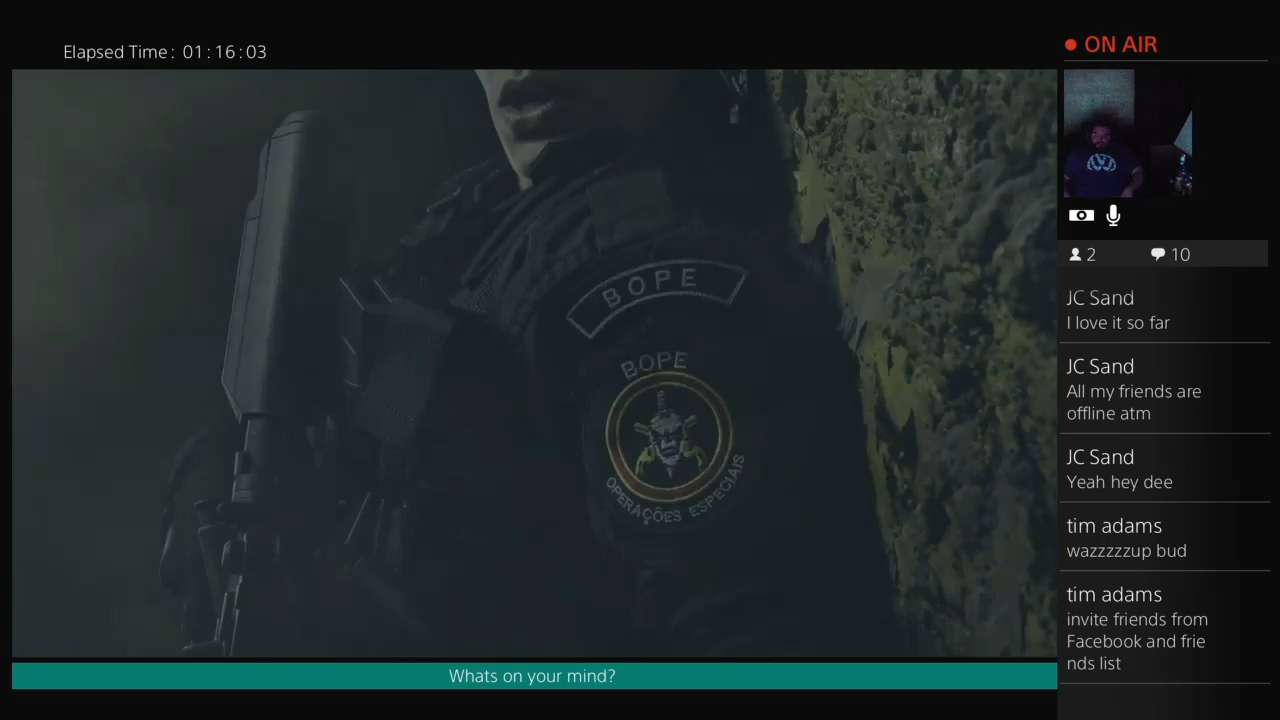 Elapsed Time: 01:16:03
ON AIR
BOPE
BOPE
OPERAÇÕES ESPECIAIS
2
10
JC Sand
I love it so far
JC Sand
All my friends are
offline atm
JC Sand
Yeah hey dee
tim adams
wazzzzzup bud
tim adams
invite friends from
Facebook and frie
nds list
Whats on your mind?